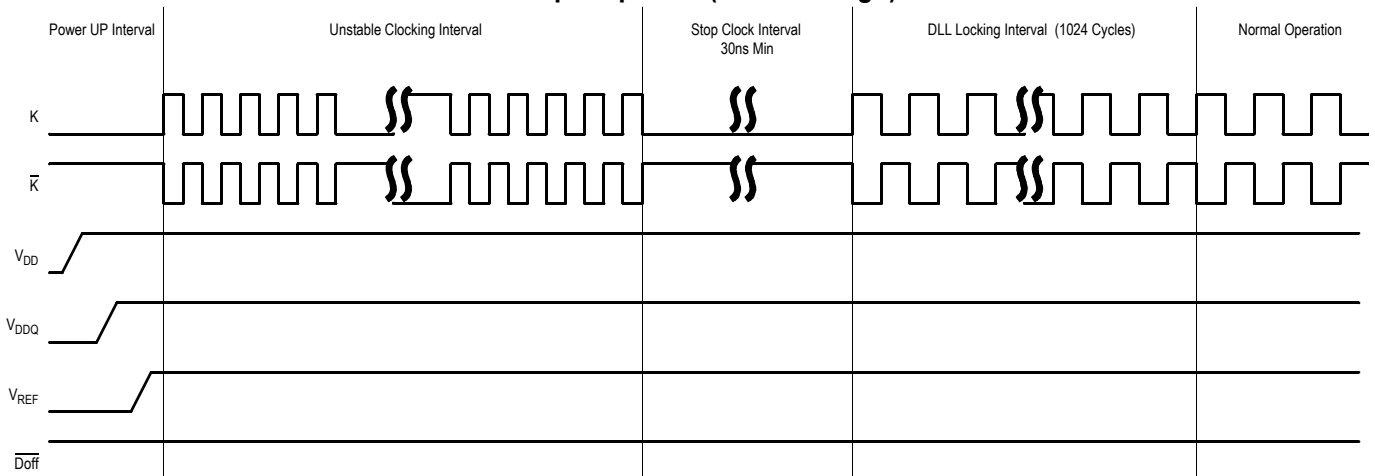 Power UP Interval
Unstable Clocking Interval
Stop Clock Interval
30ns Min
DLL Locking Interval (1024 Cycles)
Normal Operation
K
K̅
VDD
VDDQ
VREF
D̅o̅f̅f̅